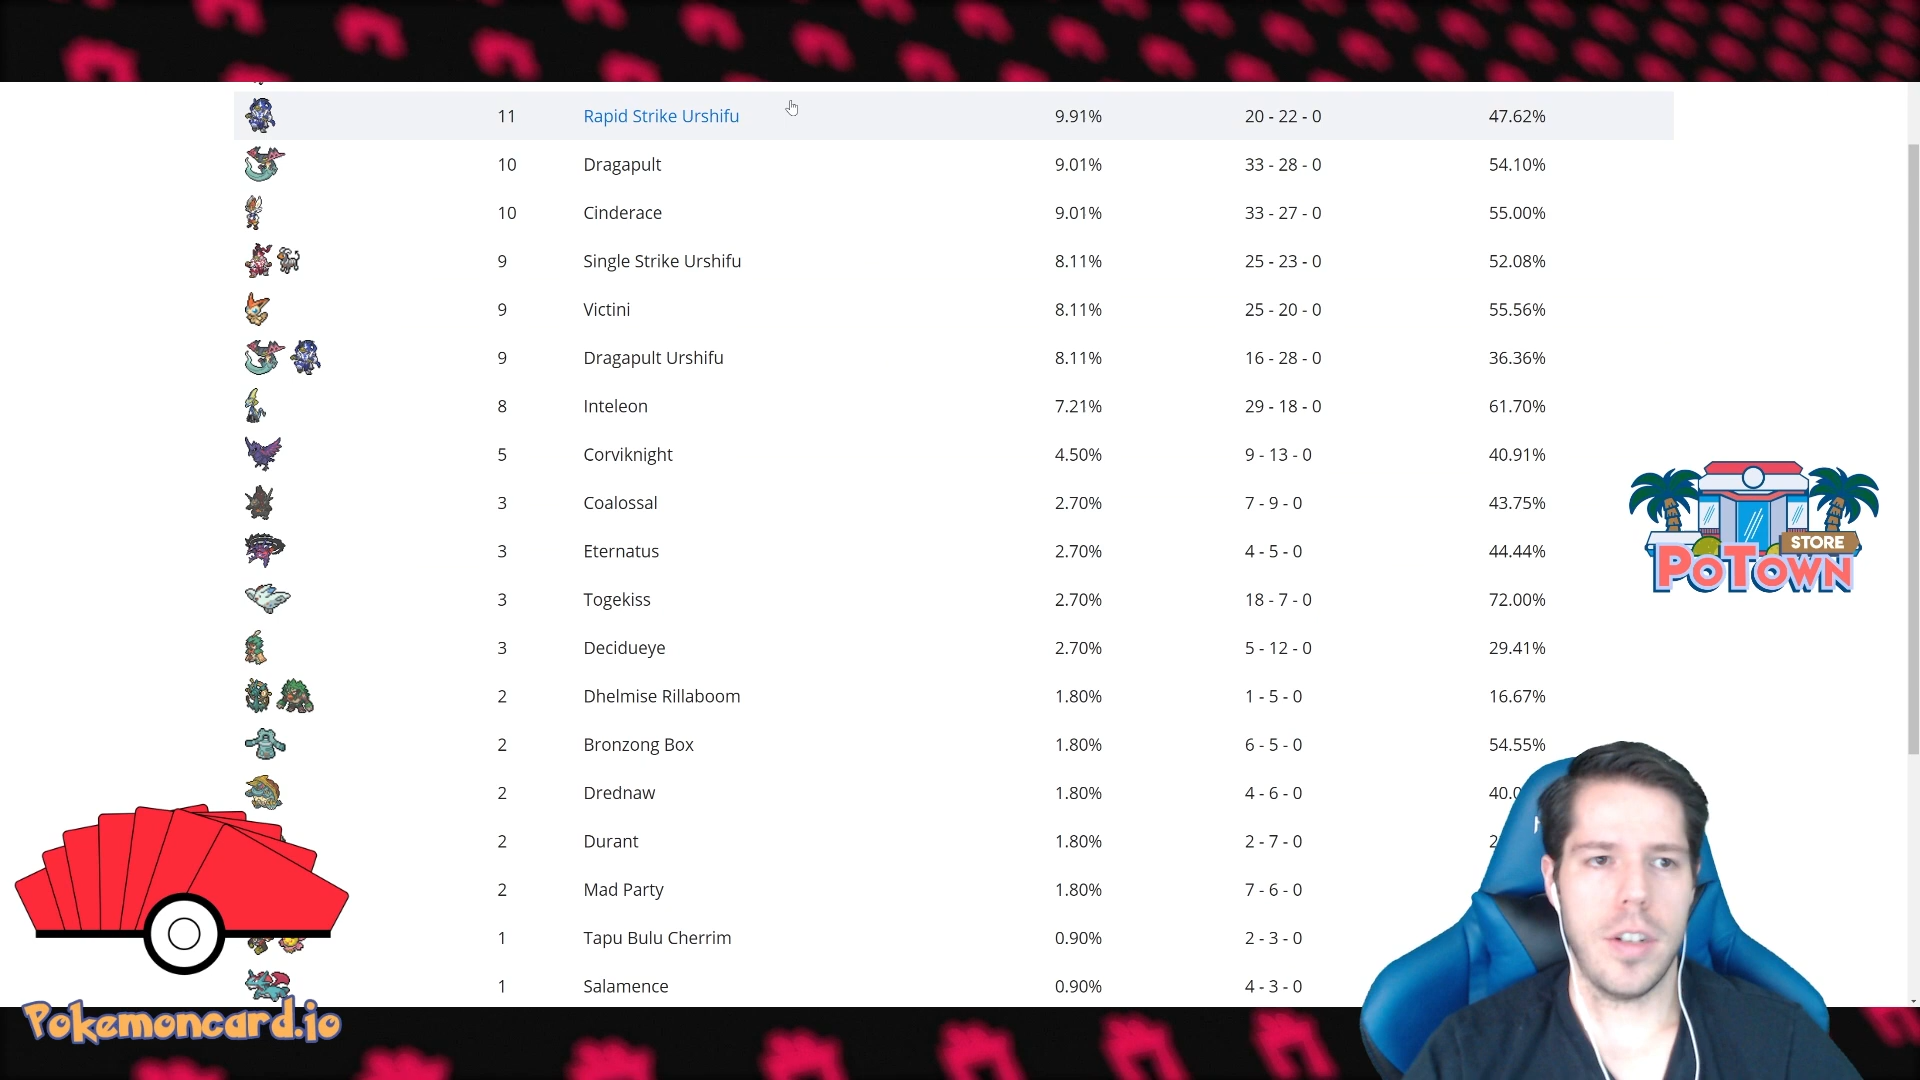 11 Rapid Strike Urshifu 9.91% 20 - 22 - 0 47.62%
10 Dragapult 9.01% 33 - 28 - 0 54.10%
10 Cinderace 9.01% 33 - 27 - 0 55.00%
9 Single Strike Urshifu 8.11% 25 - 23 - 0 52.08%
9 Victini 8.11% 25 - 20 - 0 55.56%
9 Dragapult Urshifu 8.11% 16 - 28 - 0 36.36%
8 Inteleon 7.21% 29 - 18 - 0 61.70%
5 Corviknight 4.50% 9 - 13 - 0 40.91%
3 Coalossal 2.70% 7 - 9 - 0 43.75%
3 Eternatus 2.70% 4 - 5 - 0 44.44%
3 Togekiss 2.70% 18 - 7 - 0 72.00%
3 Decidueye 2.70% 5 - 12 - 0 29.41%
2 Dhelmise Rillaboom 1.80% 1 - 5 - 0 16.67%
2 Bronzong Box 1.80% 6 - 5 - 0 54.55%
2 Drednaw 1.80% 4 - 6 - 0
2 Durant 1.80% 2 - 7 - 0
2 Mad Party 1.80% 7 - 6 - 0
1 Tapu Bulu Cherrim 0.90% 2 - 3 - 0
1 Salamence 0.90% 4 - 3 - 0
STORE
PoTown
Pokemoncard.io